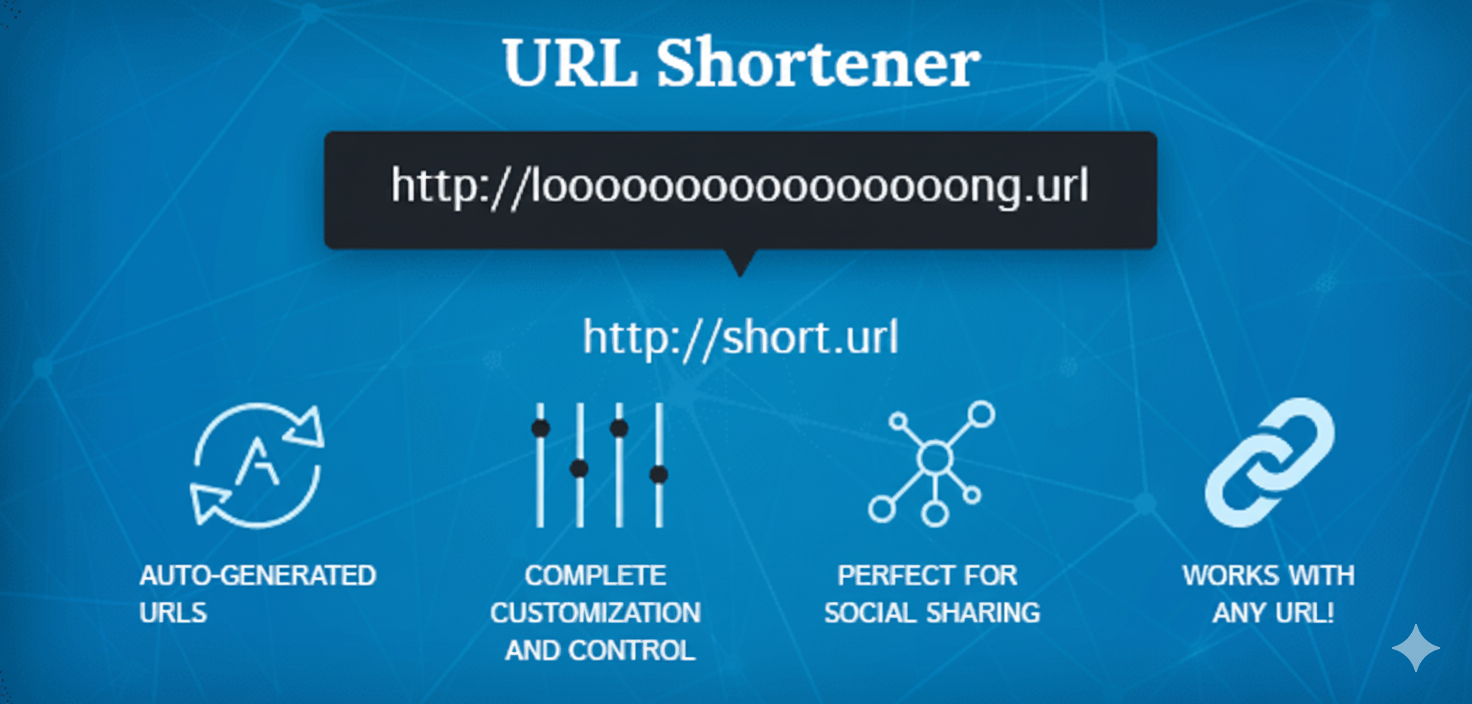 URL Shortener
http://looooooooooooooooong.url
http://short.url
AUTO-GENERATED
URLS
COMPLETE
CUSTOMIZATION
AND CONTROL
PERFECT FOR
SOCIAL SHARING
WORKS WITH
ANY URL!